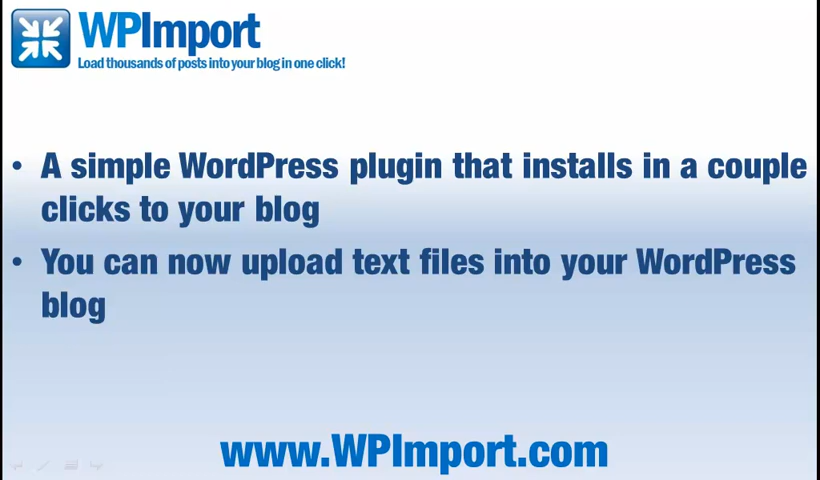 WPImport
Load thousands of posts into your blog in one click!
• A simple WordPress plugin that installs in a couple
clicks to your blog
• You can now upload text files into your WordPress
blog
www.WPImport.com